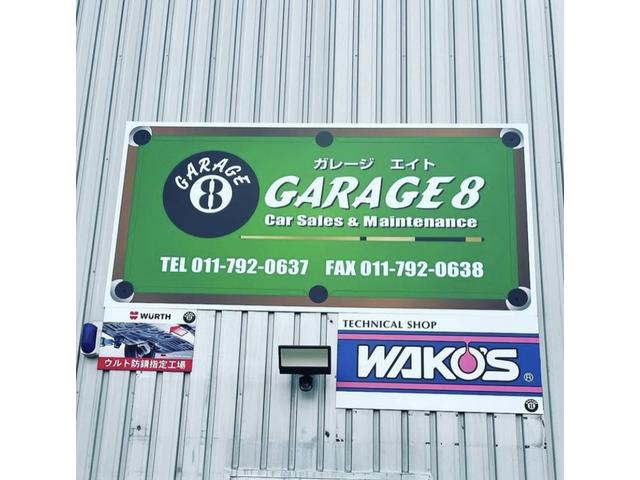 ガレージ エイト
GARAGE
8
GARAGE 8
Car Sales & Maintenance
TEL 011-792-0637 FAX 011-792-0638
WÜRTH
ウルト防錆指定工場
TECHNICAL SHOP
WAKO'S®